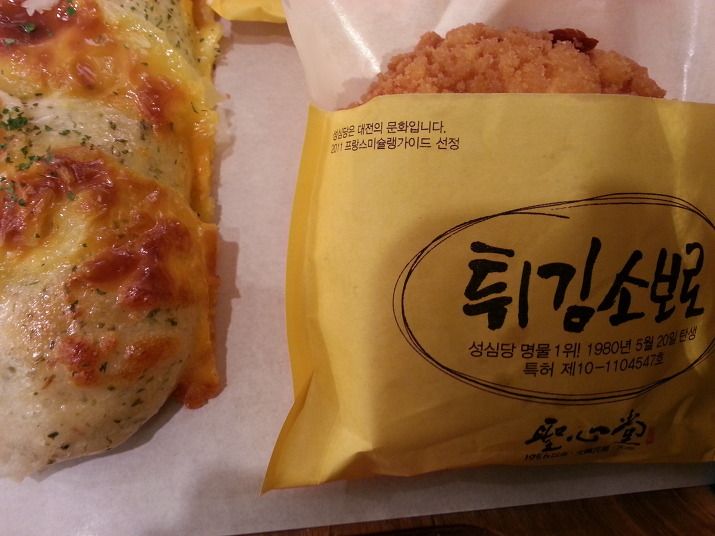 성심당은 대전의 문화입니다.
2011 프랑스미슐랭가이드 선정
튀김소보로
성심당 명물 1위! 1980년 5월 20일 탄생
특허 제10-1104547호
聖心堂